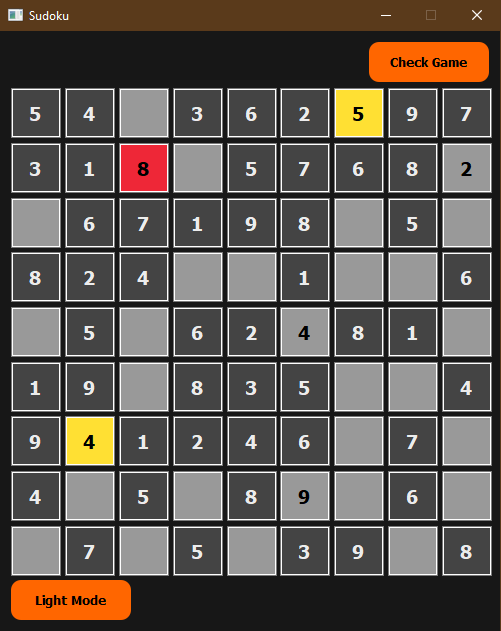 Sudoku
Check Game
5 4 3 6 2 5 9 7
3 1 8 5 7 6 8 2
6 7 1 9 8 5
8 2 4 1 6
5 6 2 4 8 1
1 9 8 3 5 4
9 4 1 2 4 6 7
4 5 8 9 6
7 5 3 9 8
Light Mode